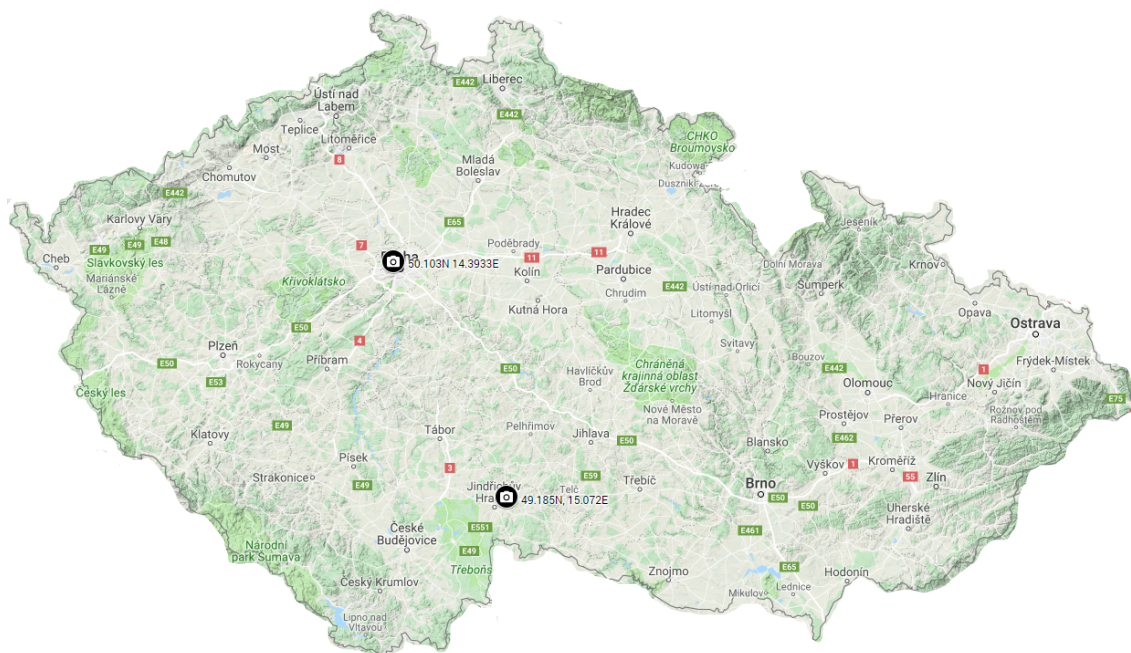 Liberec
E442
E442
Ústí nad
Labem
Teplice
Litoměřice
Most
Chomutov
8
CHKO
Broumovsko
Kudowa
Mladá
Boleslav
E442
Karlovy Vary
E49
E48
Cheb
E49
Slavkovský les
Mariánské
Lázně
7
E65
Poděbrady
Hradec
Králové
11
11
50.103N 14.3933E
Kolín
Pardubice
Křivoklátsko
Kutná Hora
Chrudim
E442
Ústí nad Orlicí
Dolní Morava
Šumperk
Jeseník
Krnov
Opava
Ostrava
Litomyšl
E50
4
Plzeň
Rokycany
Příbram
E50
E53
E50
Svitavy
Bouzov
E442
Olomouc
1
Frýdek-Místek
Nový Jičín
Hranice
Rožnov pod
Radhoštěm
E75
Havlíčkův
Brod
Chráněná
krajinná oblast
Žďárské vrchy
Český les
Nové Město
na Moravě
Prostějov
Přerov
E49
Klatovy
Tábor
Pelhřimov
Jihlava
E50
E462
Blansko
Písek
Strakonice
3
E59
Vyškov
1
Kroměříž
55
Zlín
E49
Jindřichův
Telč
Třebíč
Brno
E50
E50
49.185N, 15.072E
Uherské
Hradiště
České
Budějovice
E551
E461
Národní
park Šumava
E49
Třeboňs
E65
Znojmo
Hodonín
Český Krumlov
Mikulov
Lednice
Lipno nad
Vltavou